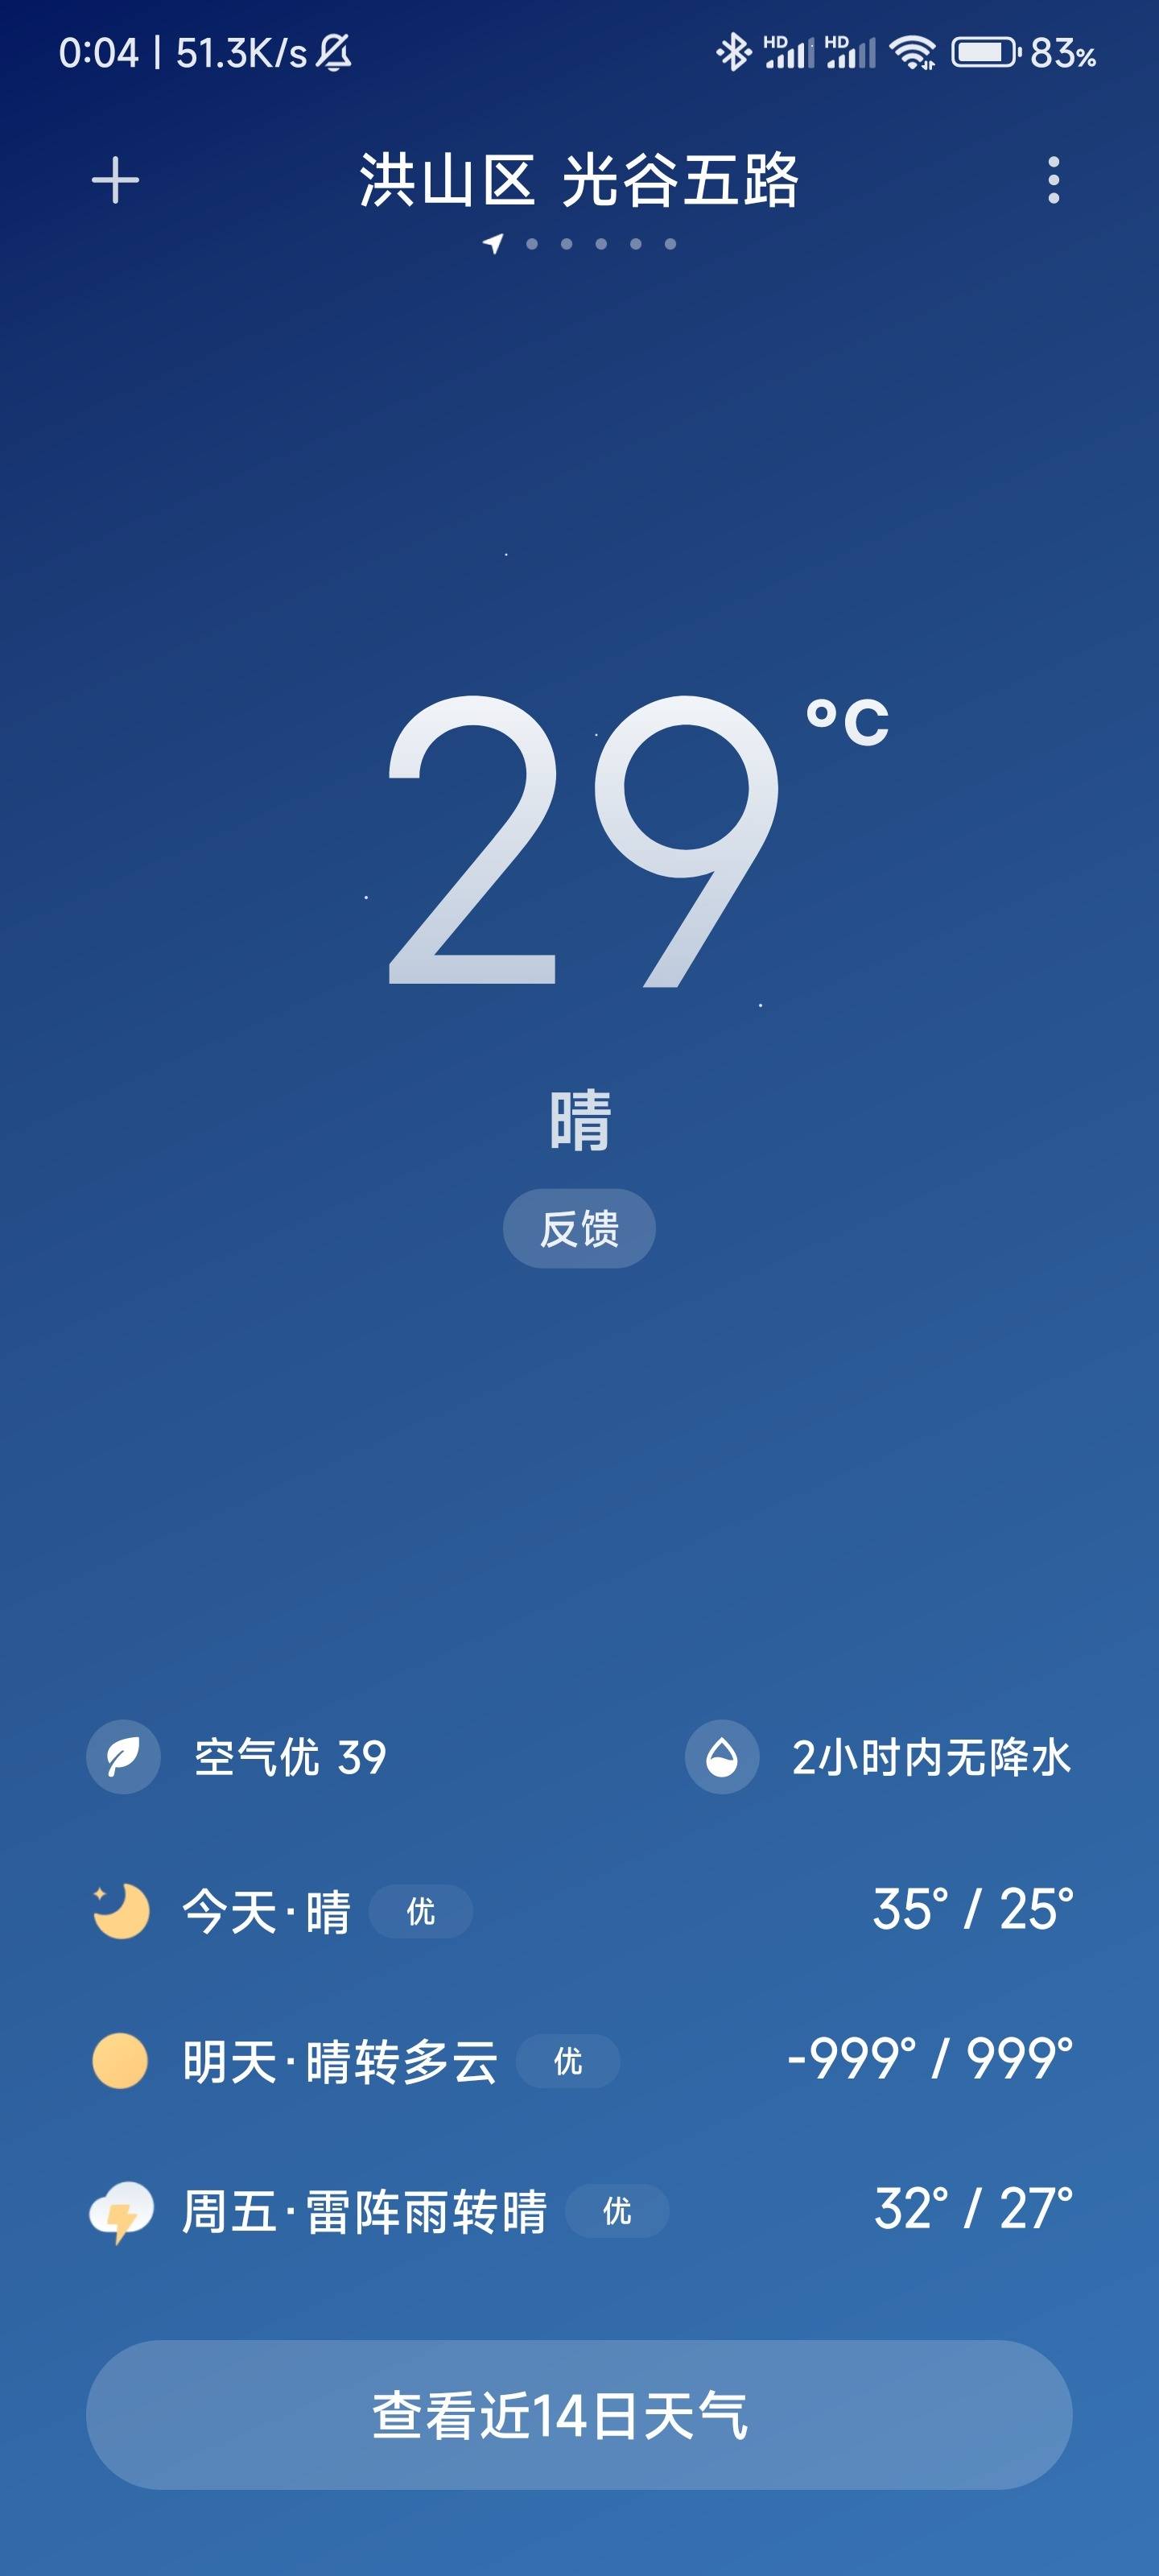 0:04 | 51.3K/s HD HD 83%
洪山区 光谷五路
29°C
晴
反馈
空气优 39 2小时内无降水
今天·晴 优 35° / 25°
明天·晴转多云 优 -999° / 999°
周五·雷阵雨转晴 优 32° / 27°
查看近14日天气